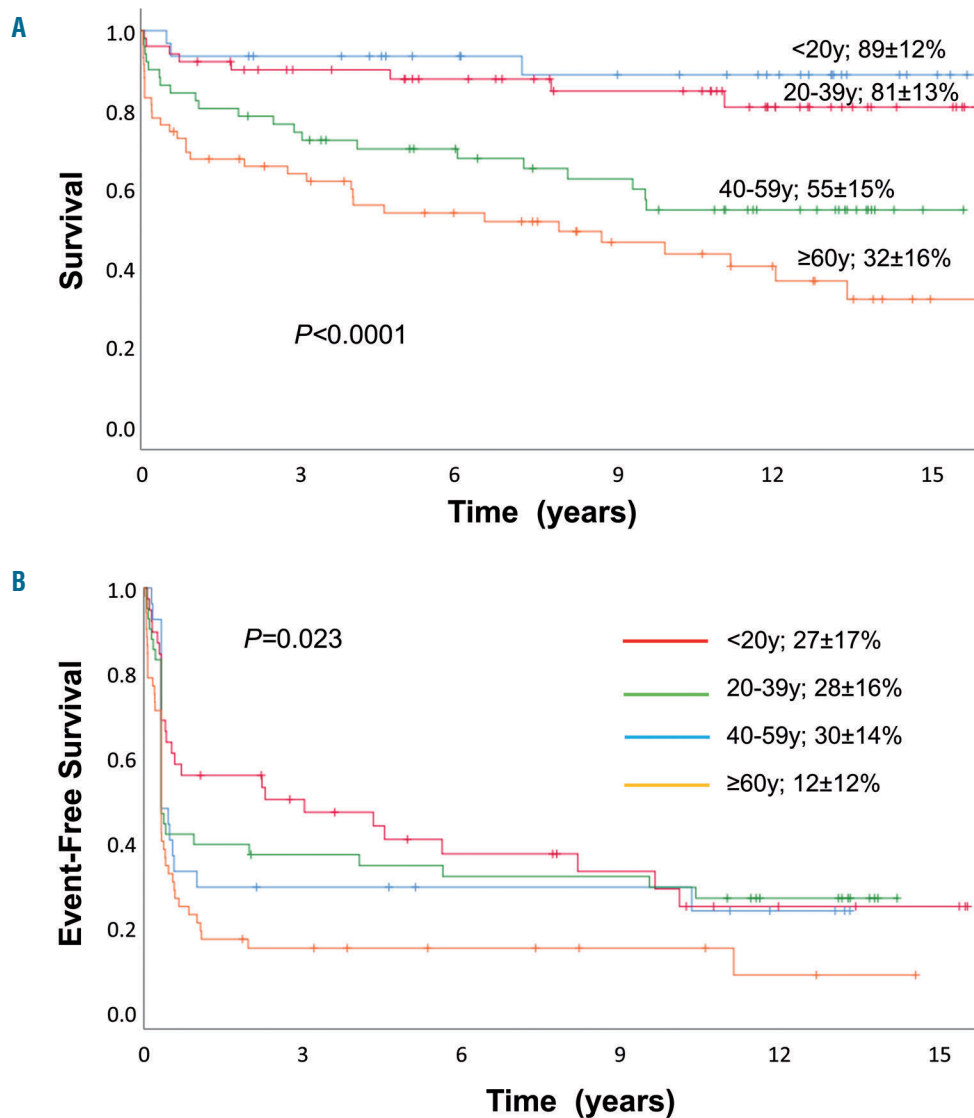 A
1.0
0.8
0.6
0.4
0.2
0.0
Survival
<20y; 89±12%
20-39y; 81±13%
40-59y; 55±15%
≥60y; 32±16%
P<0.0001
0 3 6 9 12 15
Time (years)
B
1.0
0.8
0.6
0.4
0.2
0.0
Event-Free Survival
P=0.023
<20y; 27±17%
20-39y; 28±16%
40-59y; 30±14%
≥60y; 12±12%
0 3 6 9 12 15
Time (years)